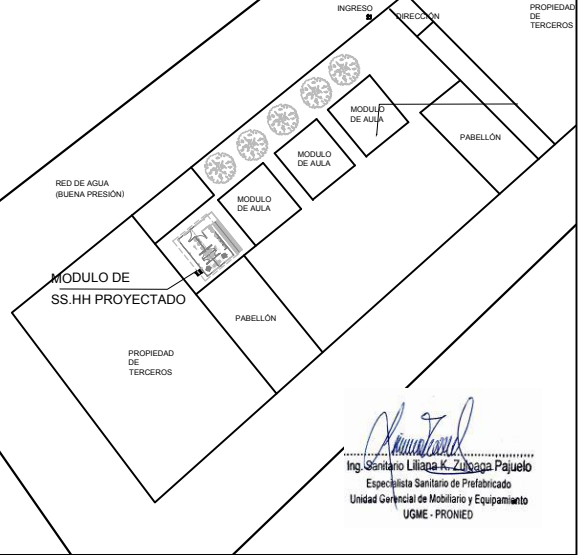 INGRESO
DIRECCIÓN
PROPIEDAD
DE
TERCEROS
MODULO
DE AULA
PABELLÓN
MODULO
DE AULA
RED DE AGUA
(BUENA PRESIÓN)
MODULO
DE AULA
MODULO DE
SS.HH PROYECTADO
PABELLÓN
PROPIEDAD
DE
TERCEROS
Ing. Sanitario Liliana K. Zuloaga Pajuelo
Especialista Sanitario de Prefabricado
Unidad Gerencial de Mobiliario y Equipamiento
UGME - PRONIED